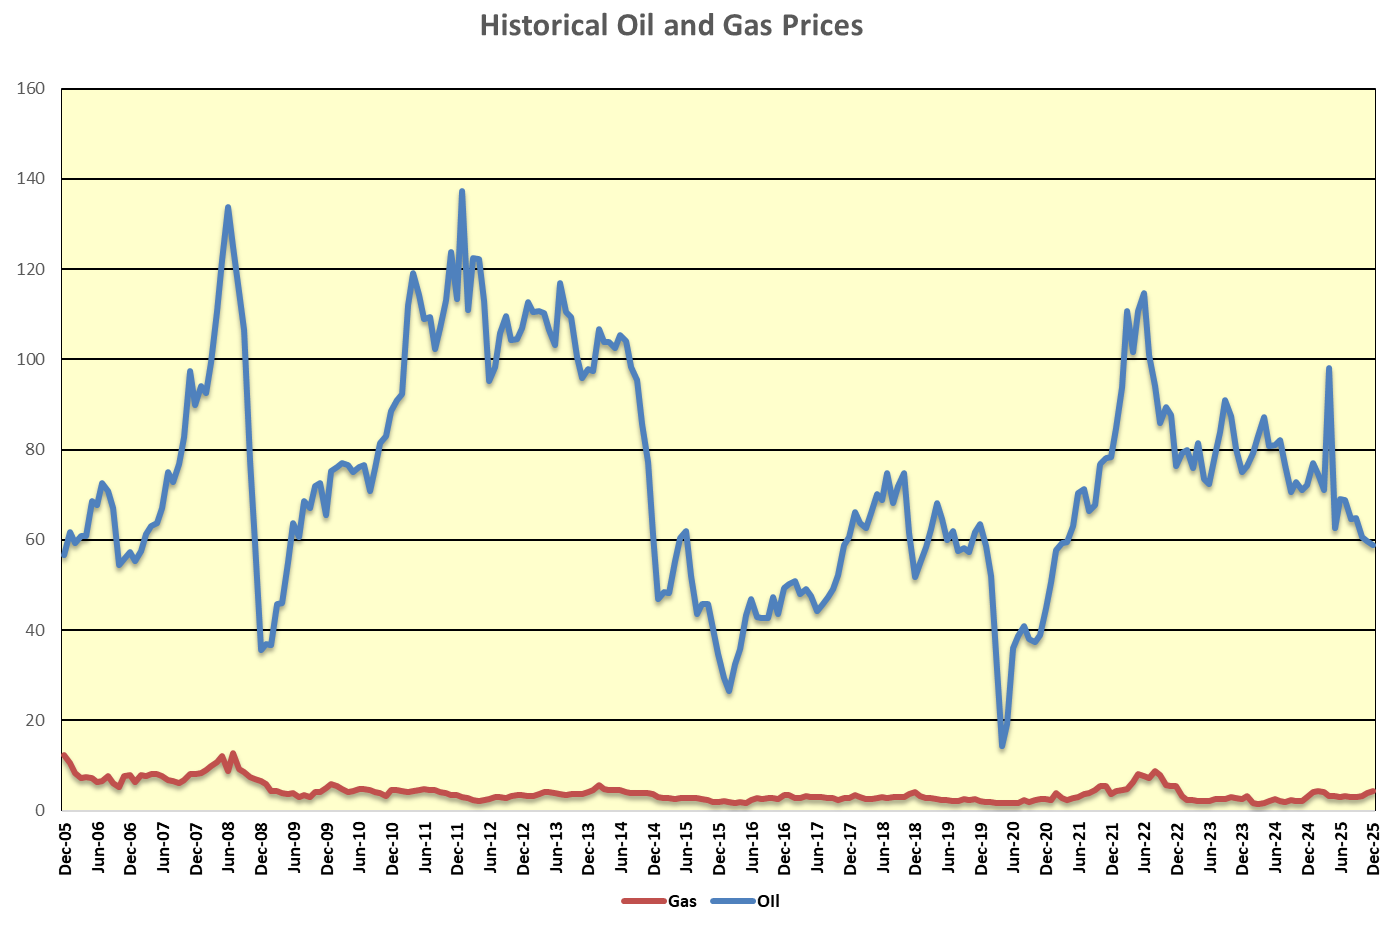 Historical Oil and Gas Prices
160
140
120
100
80
60
40
20
0
Dec-05
Jun-06
Dec-06
Jun-07
Dec-07
Jun-08
Dec-08
Jun-09
Dec-09
Jun-10
Dec-10
Jun-11
Dec-11
Jun-12
Dec-12
Jun-13
Dec-13
Jun-14
Dec-14
Jun-15
Dec-15
Jun-16
Dec-16
Jun-17
Dec-17
Jun-18
Dec-18
Jun-19
Dec-19
Jun-20
Dec-20
Jun-21
Dec-21
Jun-22
Dec-22
Jun-23
Dec-23
Jun-24
Dec-24
Jun-25
Dec-25
Gas OIl